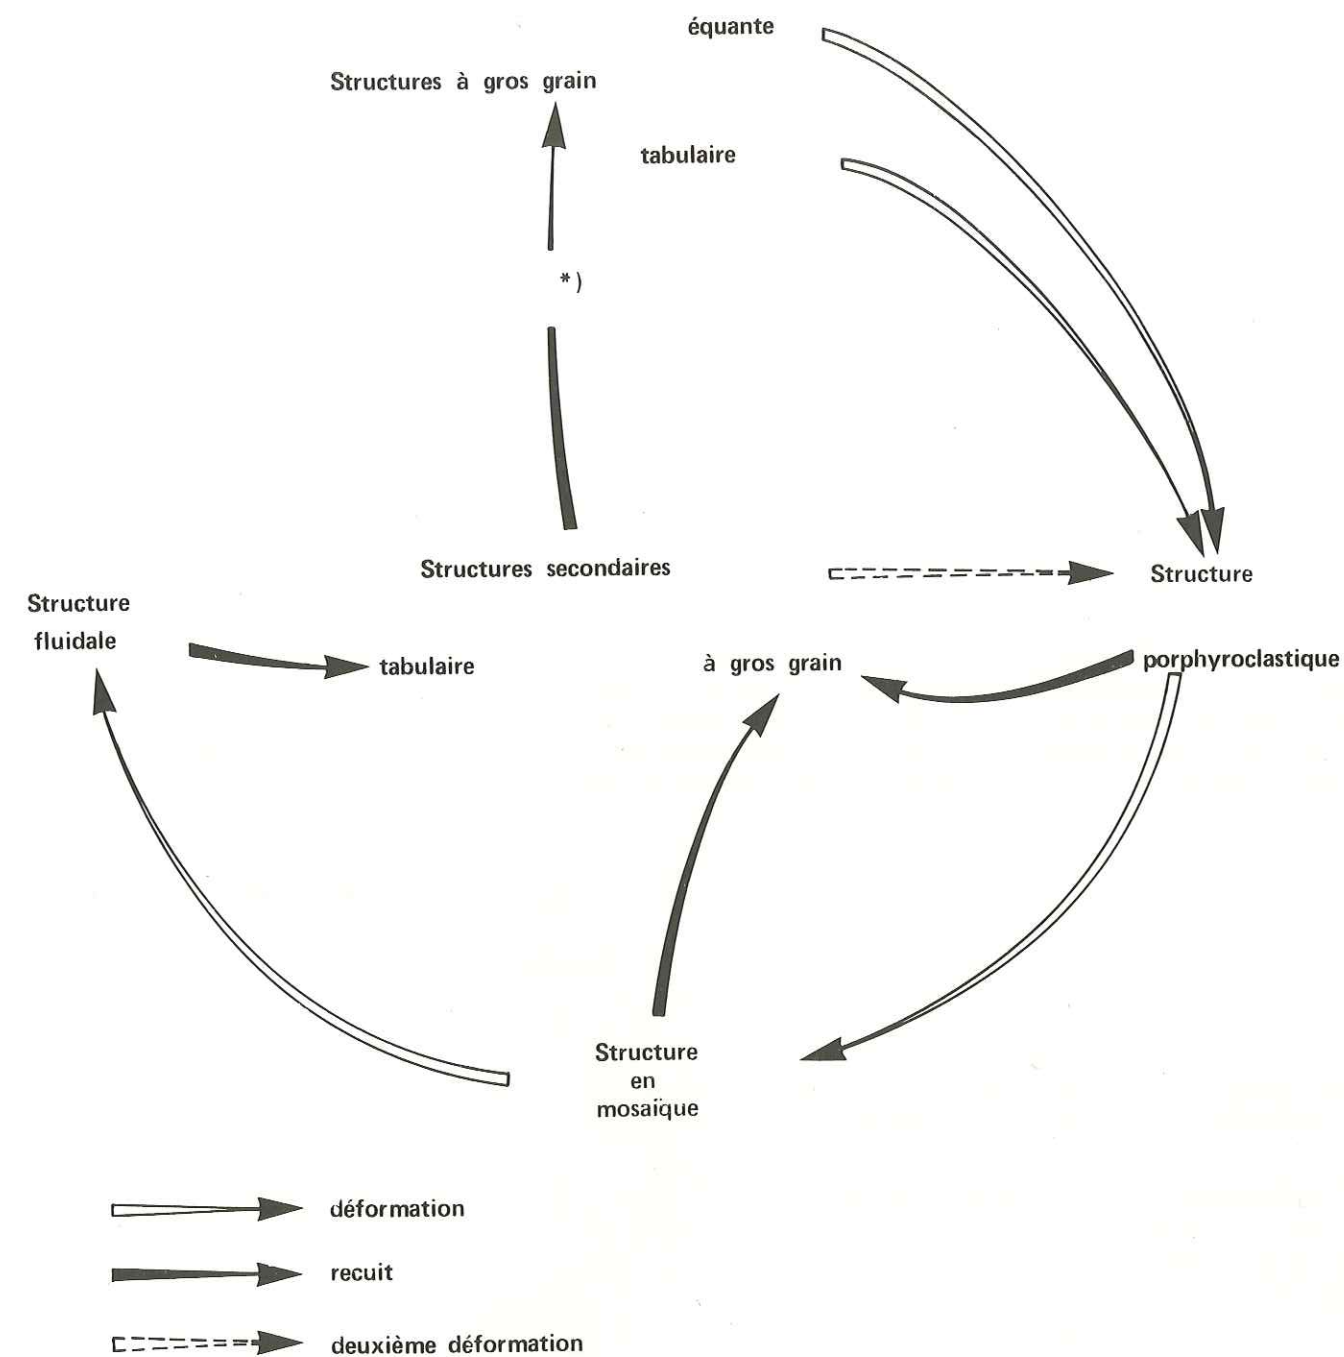 équante
Structures à gros grain
tabulaire
*)
Structures secondaires
Structure
Structure
fluidale
tabulaire
à gros grain
porphyroclastique
Structure
en
mosaïque
déformation
recuit
deuxième déformation